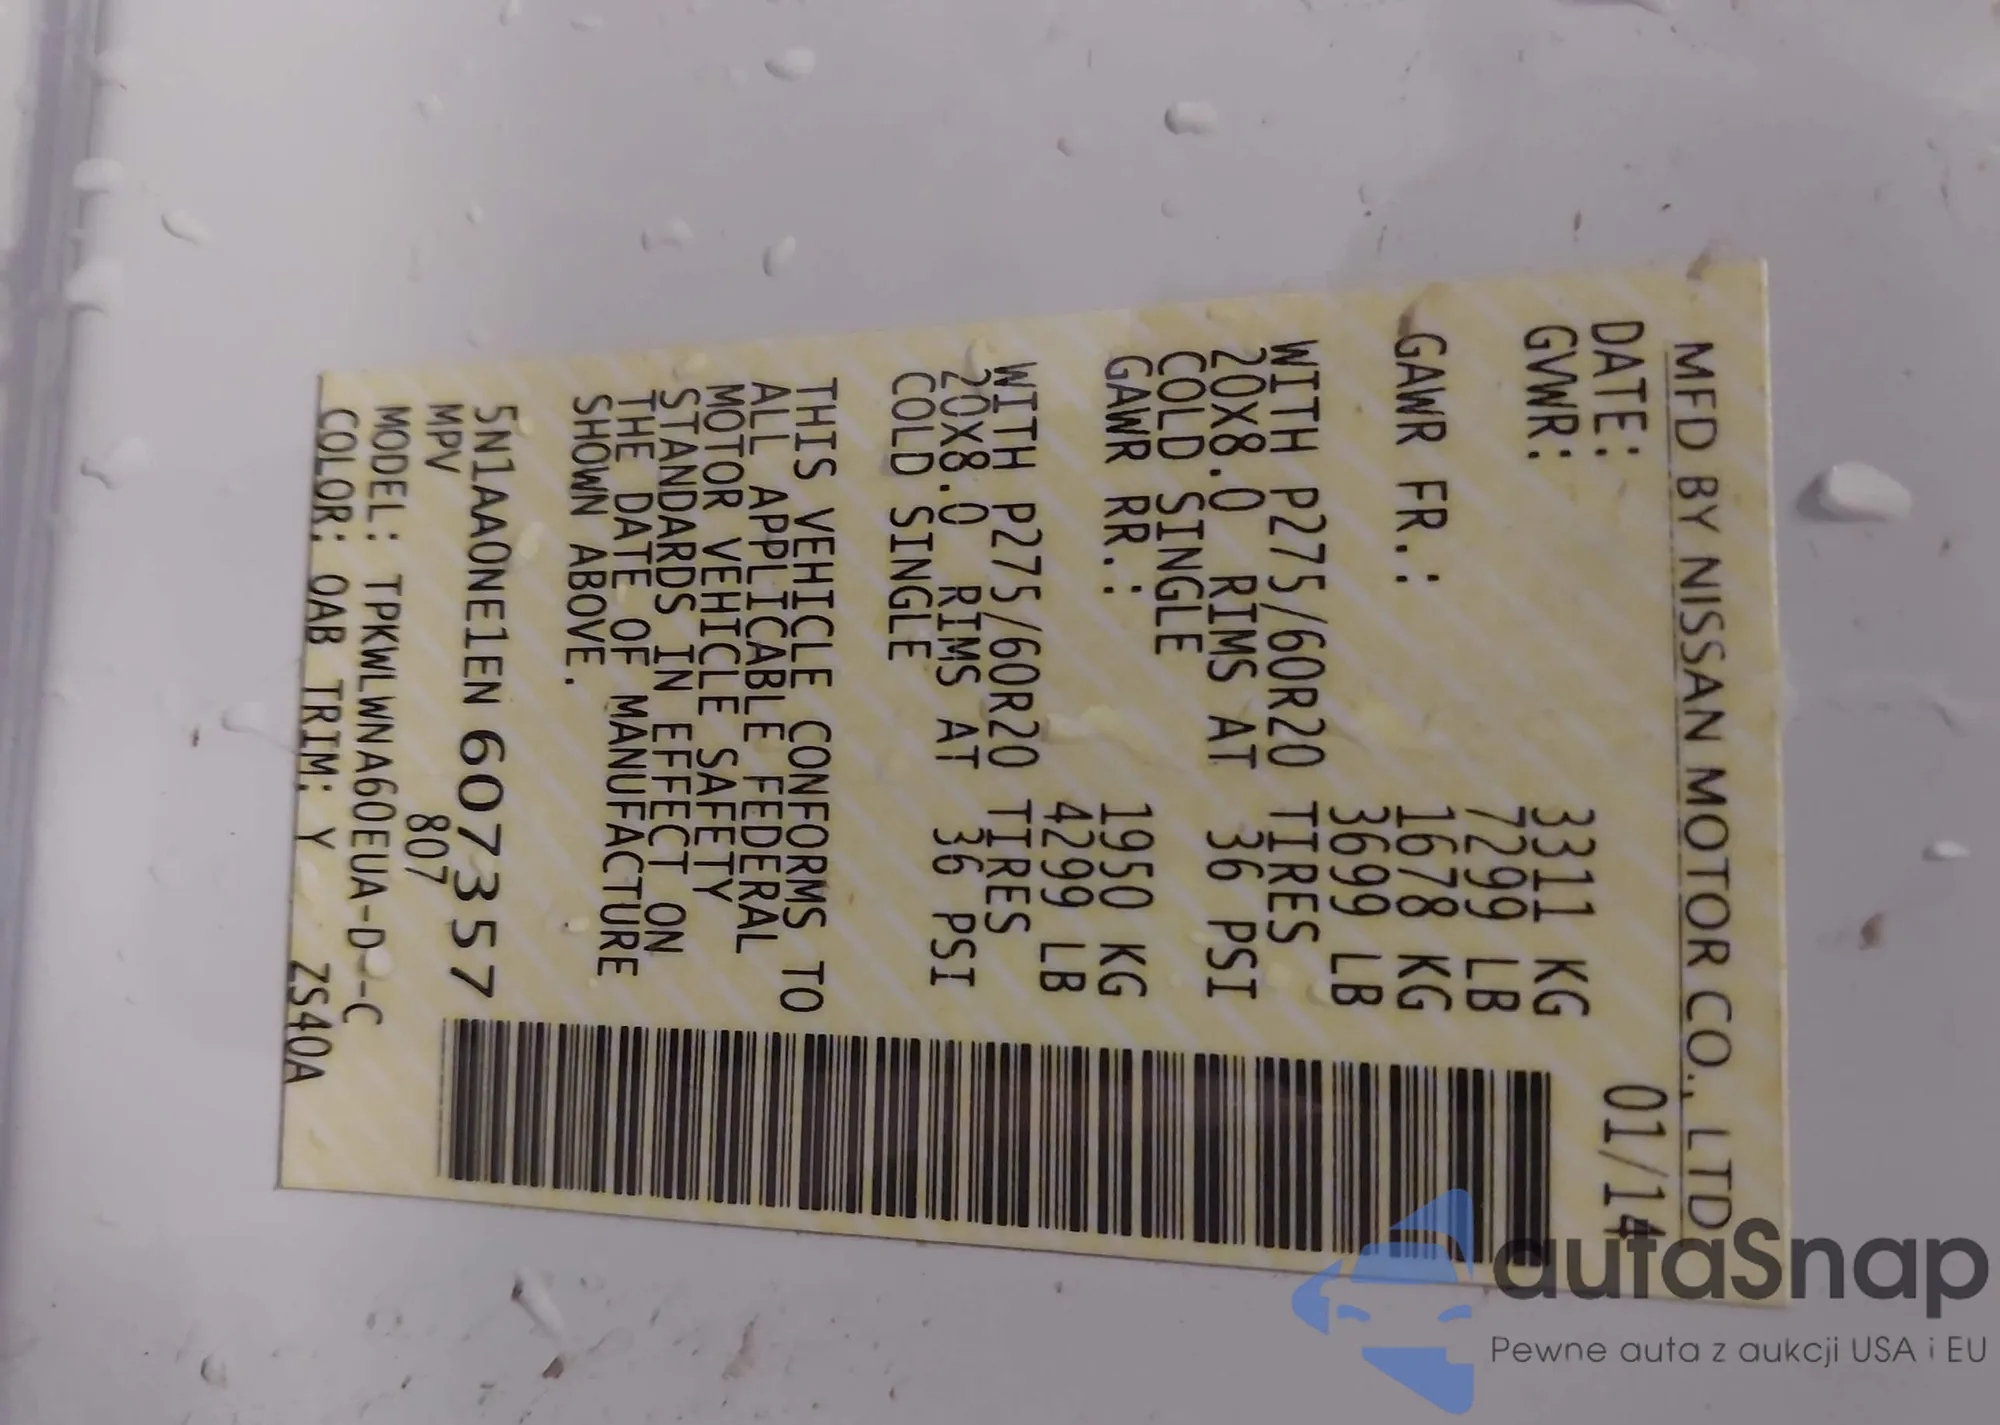 MFD BY NISSAN MOTOR CO., LTD
DATE: 01/14
GVWR: 3311 KG
7299 LB
GAWR FR.: 1678 KG
3699 LB
WITH P275/60R20 TIRES
20X8.0 RIMS AT 36 PSI
COLD SINGLE
GAWR RR.: 1950 KG
4299 LB
WITH P275/60R20 TIRES
20X8.0 RIMS AT 36 PSI
COLD SINGLE
THIS VEHICLE CONFORMS TO
ALL APPLICABLE FEDERAL
MOTOR VEHICLE SAFETY
STANDARDS IN EFFECT ON
THE DATE OF MANUFACTURE
SHOWN ABOVE.
5N1AA0NE1EN607357
MPV 807
MODEL: TPKWLWNA60EUA-D--C
COLOR: QAB TRIM: Y ZS40A
autaSnap
Pewne auta z aukcji USA i EU